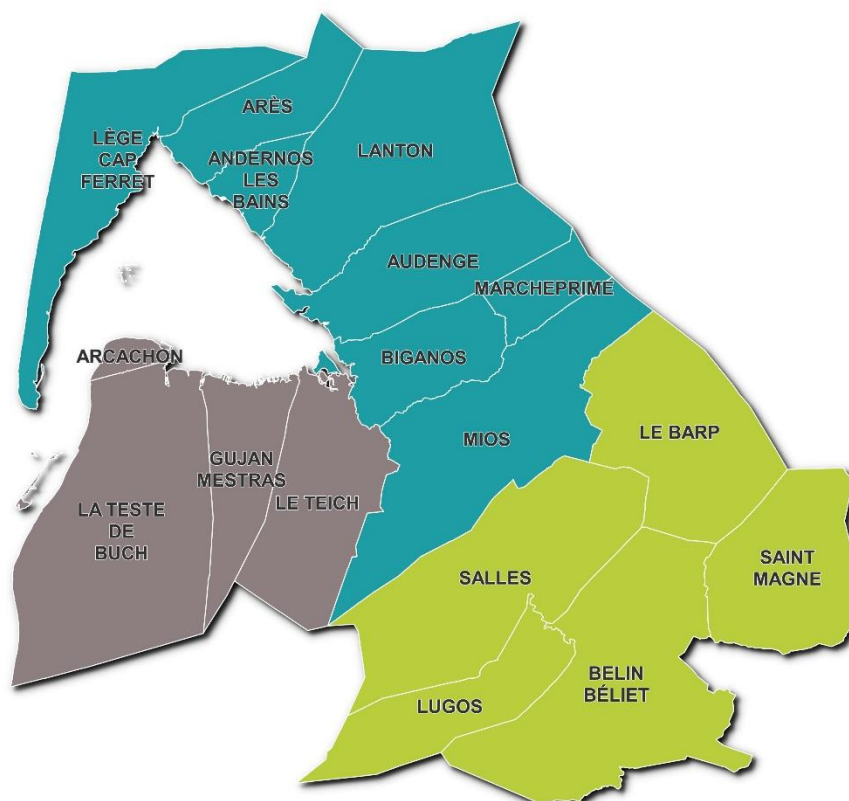 ARÈS
LÈGE
CAP
FERRET
ANDERNOS
LES
BAINS
LANTON
AUDENGE
MARCHEPRIME
ARCACHON
BIGANOS
MIOS
LE BARP
GUJAN
MESTRAS
LE TEICH
LA TESTE
DE
BUCH
SALLES
SAINT
MAGNE
BELIN
BÉLIET
LUGOS